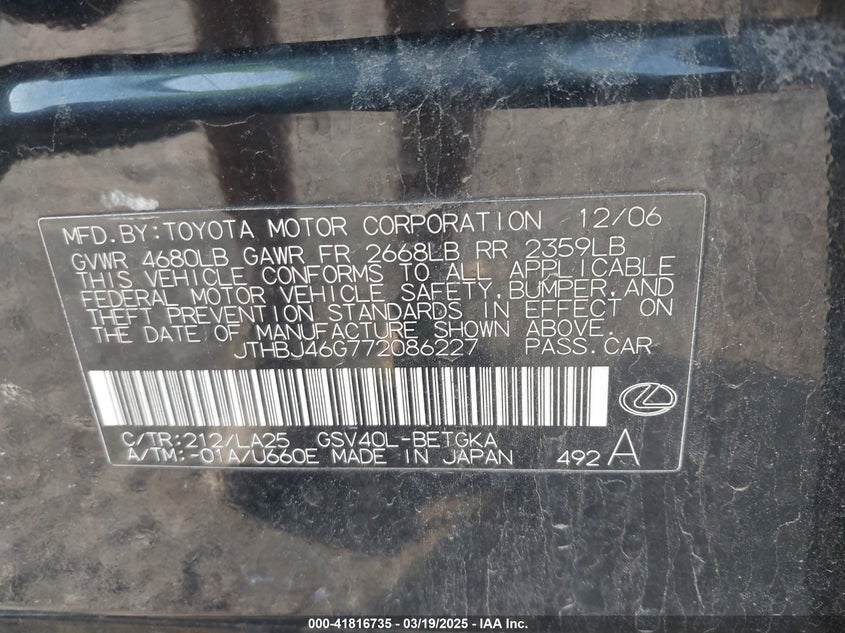 MFD.BY:TOYOTA MOTOR CORPORATION 12/06
GVWR 4680LB GAWR FR 2668LB RR 2359LB
THIS VEHICLE CONFORMS TO ALL APPLICABLE
FEDERAL MOTOR VEHICLE SAFETY,BUMPER,AND
THEFT PREVENTION STANDARDS IN EFFECT ON
THE DATE OF MANUFACTURE SHOWN ABOVE.
JTHBJ46G772086227 PASS.CAR
C/TR:212/LA25 GSV40L-BETGKA
A/TM:-01A/U660E MADE IN JAPAN 492 A
000-41816735 - 03/19/2025 - IAA Inc.